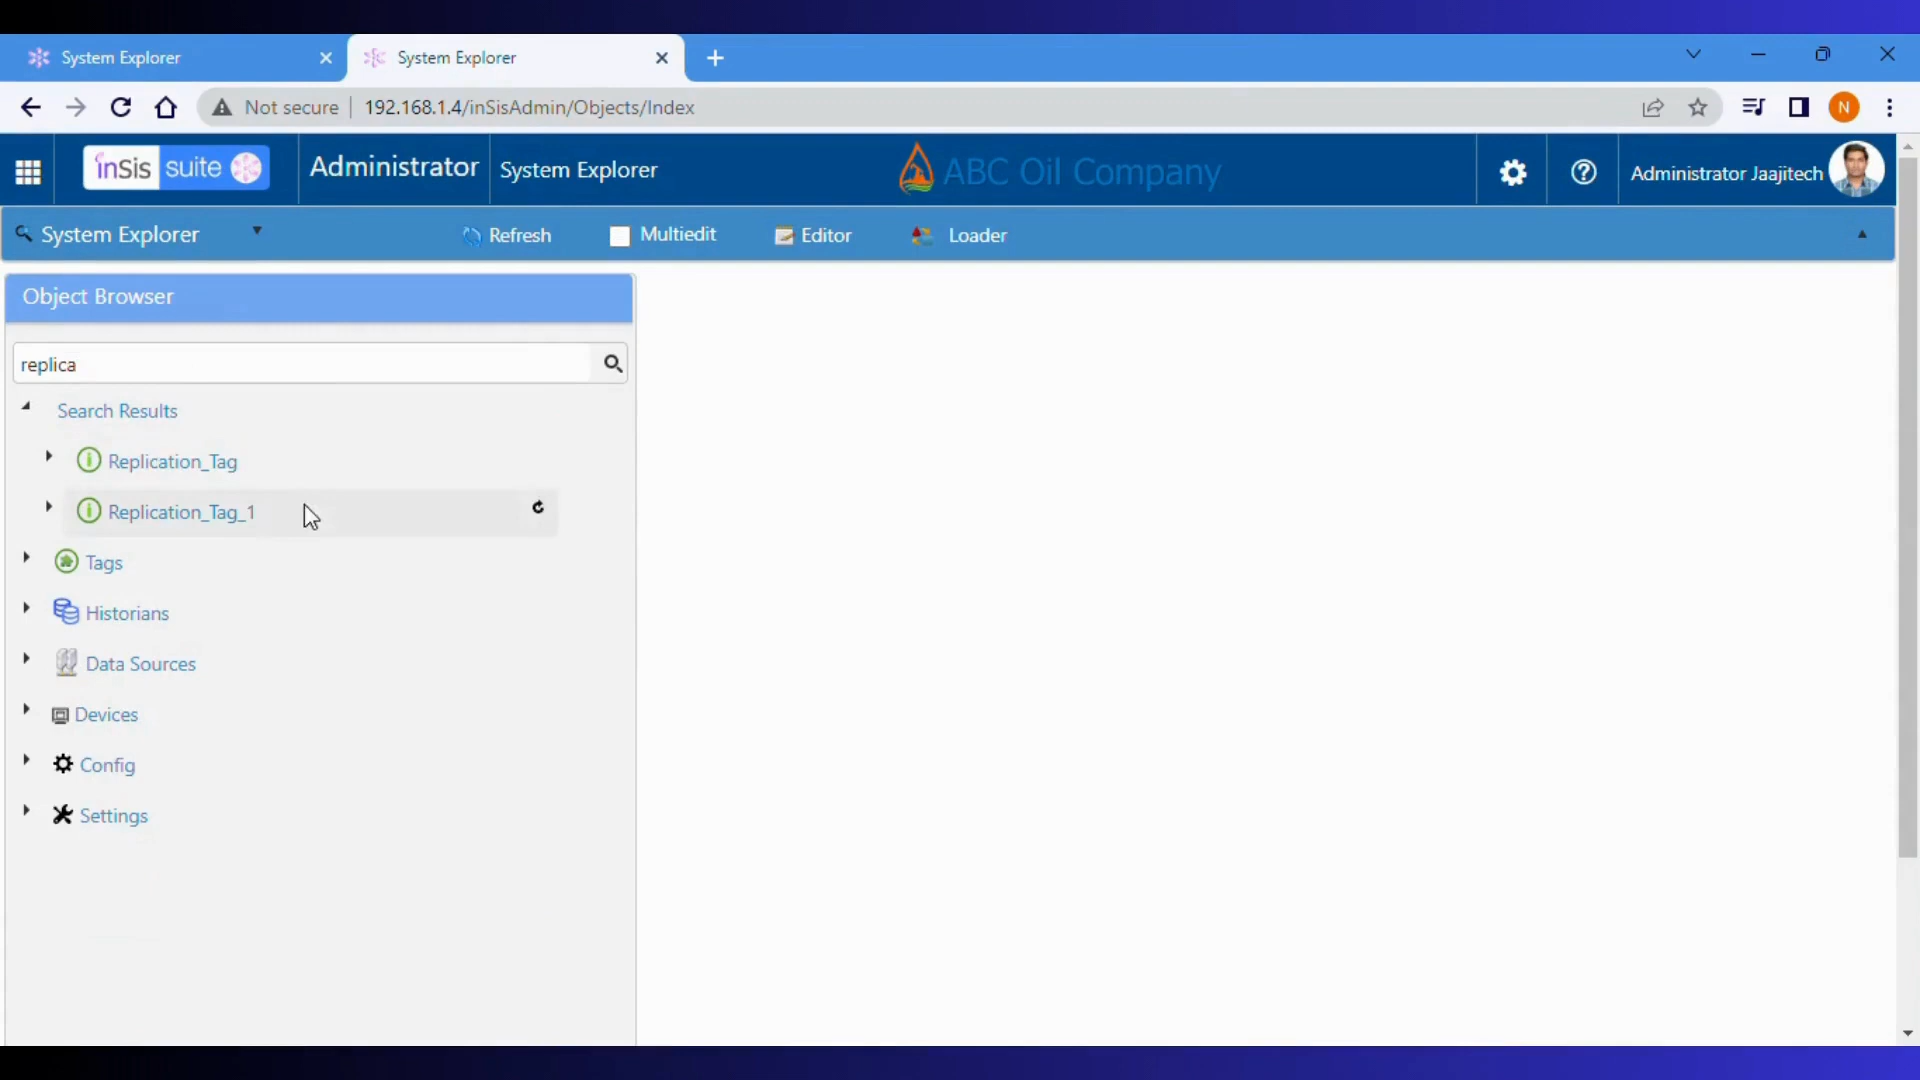 System Explorer
System Explorer
Not secure
192.168.1.4/inSisAdmin/Objects/Index
N
inSis suite
Administrator
System Explorer
ABC Oil Company
Administrator Jaajitech
System Explorer
Refresh
Multiedit
Editor
Loader
Object Browser
replica
Search Results
Replication_Tag
Replication_Tag_1
Tags
Historians
Data Sources
Devices
Config
Settings